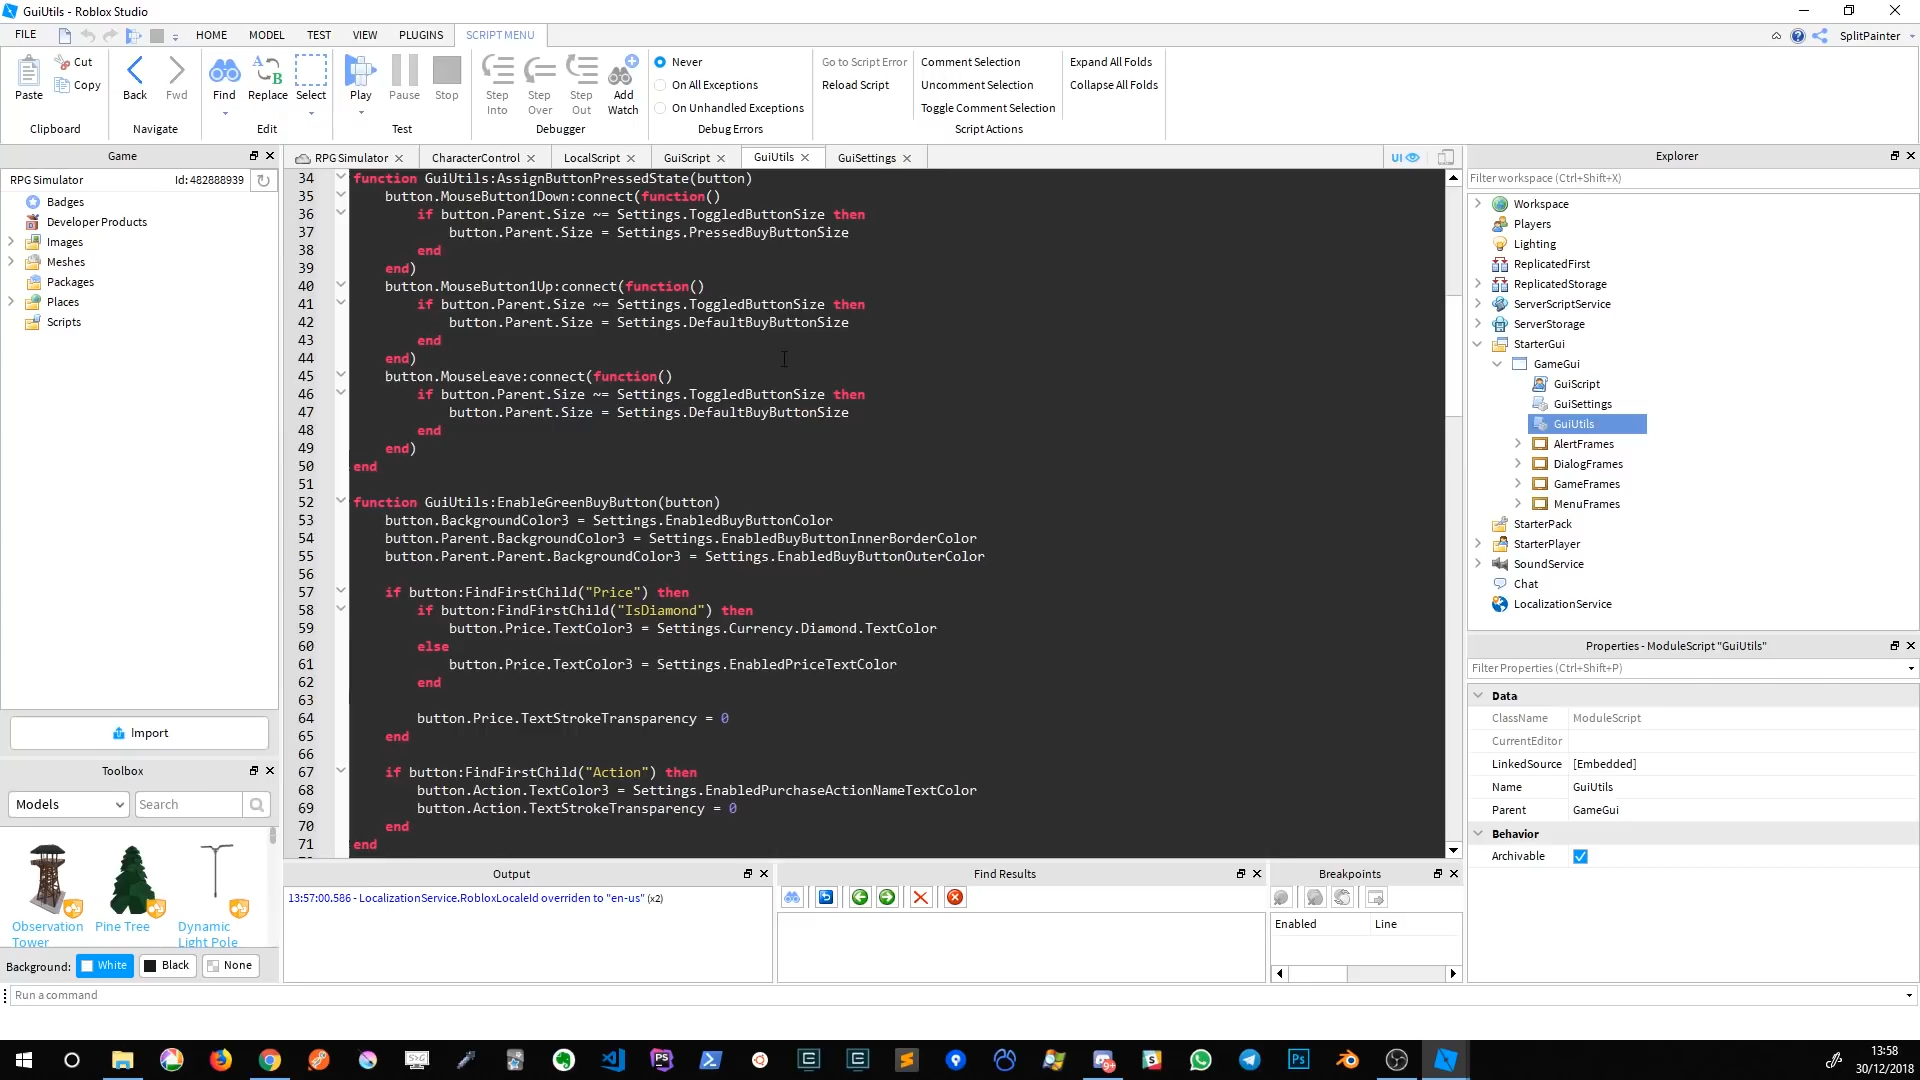 GuiUtils - Roblox Studio
FILE
HOME
MODEL
TEST
VIEW
PLUGINS
SCRIPT MENU
SplitPainter
Paste
Cut
Copy
Clipboard
Back
Fwd
Navigate
Find
Replace
Select
Edit
Play
Pause
Stop
Test
Step Into
Step Over
Step Out
Add Watch
Debugger
Never
On All Exceptions
On Unhandled Exceptions
Debug Errors
Go to Script Error
Reload Script
Comment Selection
Uncomment Selection
Toggle Comment Selection
Script Actions
Expand All Folds
Collapse All Folds
Game
RPG Simulator Id: 482888939
Badges
Developer Products
Images
Meshes
Packages
Places
Scripts
Import
Toolbox
Models
Search
Observation Tower
Pine Tree
Dynamic Light Pole
Background: White Black None
RPG Simulator
CharacterControl
LocalScript
GuiScript
GuiUtils
GuiSettings
UI
34 function GuiUtils:AssignButtonPressedState(button)
35 button.MouseButton1Down:connect(function()
36 if button.Parent.Size ~= Settings.ToggledButtonSize then
37 button.Parent.Size = Settings.PressedBuyButtonSize
38 end
39 end)
40 button.MouseButton1Up:connect(function()
41 if button.Parent.Size ~= Settings.ToggledButtonSize then
42 button.Parent.Size = Settings.DefaultBuyButtonSize
43 end
44 end)
45 button.MouseLeave:connect(function()
46 if button.Parent.Size ~= Settings.ToggledButtonSize then
47 button.Parent.Size = Settings.DefaultBuyButtonSize
48 end
49 end)
50 end
51
52 function GuiUtils:EnableGreenBuyButton(button)
53 button.BackgroundColor3 = Settings.EnabledBuyButtonColor
54 button.Parent.BackgroundColor3 = Settings.EnabledBuyButtonInnerBorderColor
55 button.Parent.Parent.BackgroundColor3 = Settings.EnabledBuyButtonOuterColor
56
57 if button:FindFirstChild("Price") then
58 if button:FindFirstChild("IsDiamond") then
59 button.Price.TextColor3 = Settings.Currency.Diamond.TextColor
60 else
61 button.Price.TextColor3 = Settings.EnabledPriceTextColor
62 end
63
64 button.Price.TextStrokeTransparency = 0
65 end
66
67 if button:FindFirstChild("Action") then
68 button.Action.TextColor3 = Settings.EnabledPurchaseActionNameTextColor
69 button.Action.TextStrokeTransparency = 0
70 end
71 end
Output
13:57:00.586 - LocalizationService.RobloxLocaleId overriden to "en-us" (x2)
Find Results
Breakpoints
Enabled Line
Explorer
Filter workspace (Ctrl+Shift+X)
Workspace
Players
Lighting
ReplicatedFirst
ReplicatedStorage
ServerScriptService
ServerStorage
StarterGui
GameGui
GuiScript
GuiSettings
GuiUtils
AlertFrames
DialogFrames
GameFrames
MenuFrames
StarterPack
StarterPlayer
SoundService
Chat
LocalizationService
Properties - ModuleScript "GuiUtils"
Filter Properties (Ctrl+Shift+P)
Data
ClassName ModuleScript
CurrentEditor
LinkedSource [Embedded]
Name GuiUtils
Parent GameGui
Behavior
Archivable
Run a command
13:58
30/12/2018